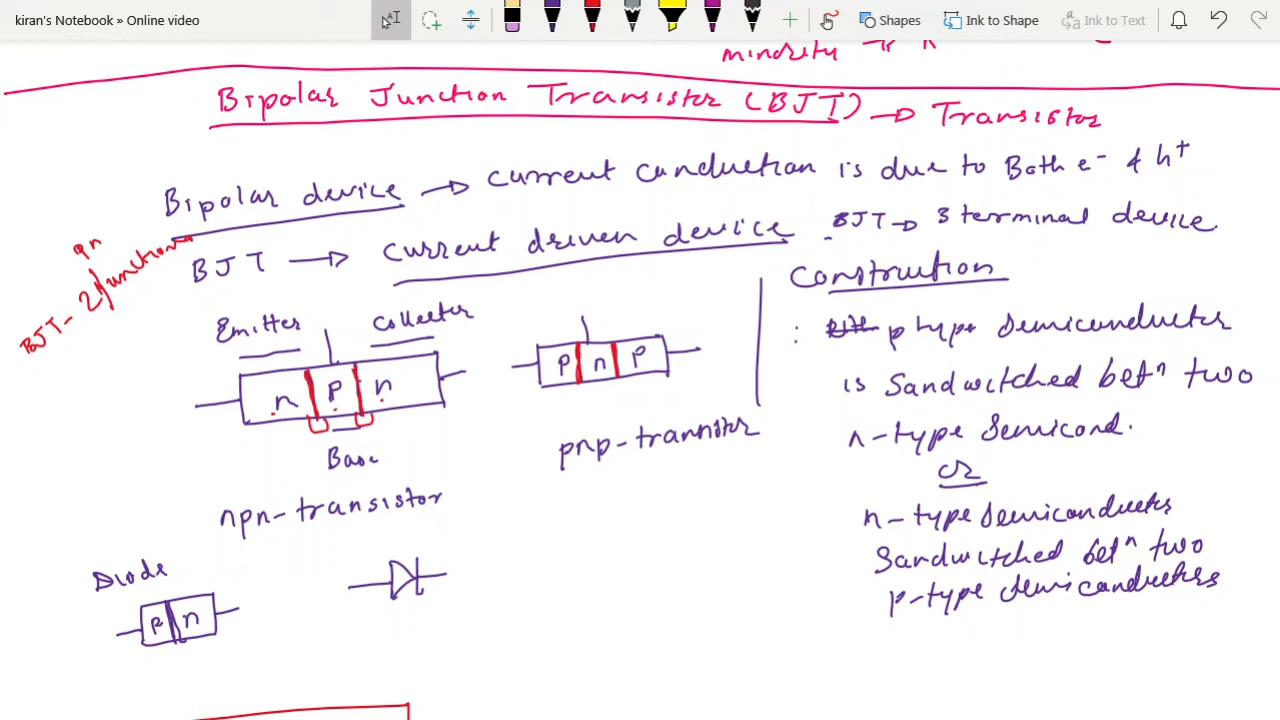 kiran's Notebook » Online video
Shapes
Ink to Shape
Ink to Text
minority → n
Bipolar Junction Transistor (BJT) → Transistor
Bipolar device → current conduction is due to Both e- & h+
BJT → current driven device
BJT → 3 terminal device
BJT - 2 junctions
Construction
Emitter
Collector
n p n
Base
npn-transistor
p n p
pnp-transistor
: p type semiconductor
is Sandwitched betn two
n-type Semicond.
or
n-type semiconductor
Sandwitched betn two
p-type semiconductors
Diode
p n